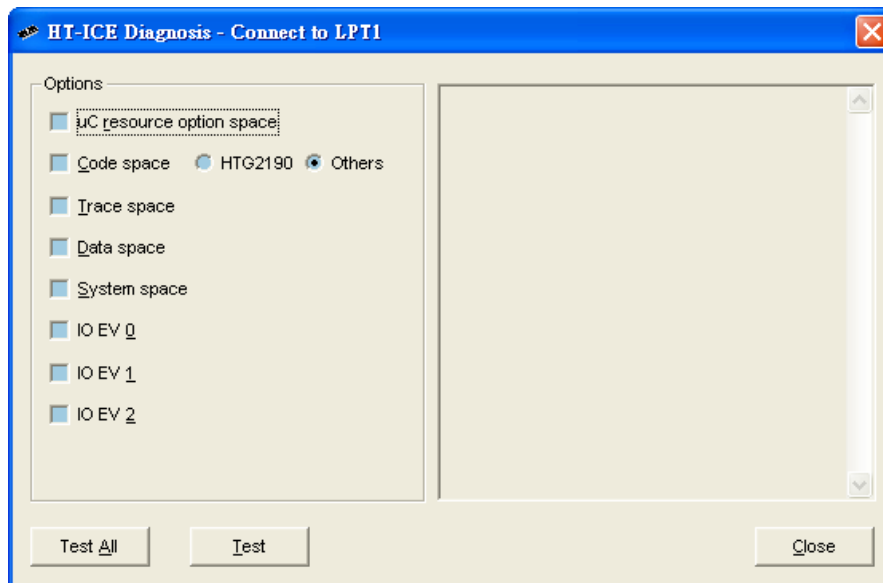 HT-ICE Diagnosis - Connect to LPT1
Options
uC resource option space
Code space HTG2190 Others
Trace space
Data space
System space
IO EV 0
IO EV 1
IO EV 2
Test All Test Close